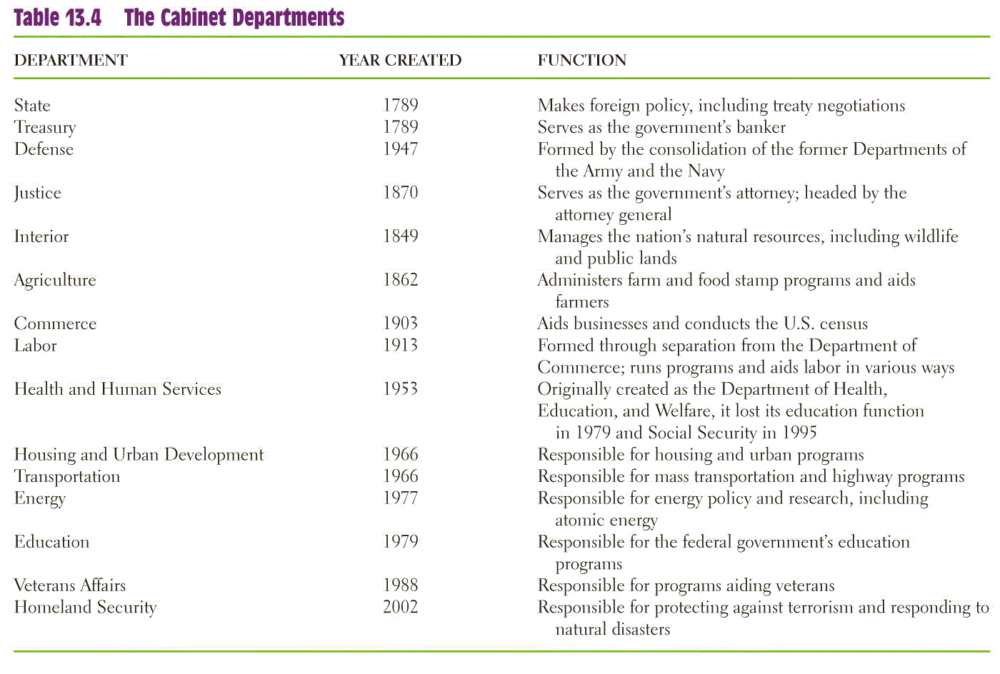 Table 13.4 The Cabinet Departments
DEPARTMENT YEAR CREATED FUNCTION
State 1789 Makes foreign policy, including treaty negotiations
Treasury 1789 Serves as the government's banker
Defense 1947 Formed by the consolidation of the former Departments of
the Army and the Navy
Justice 1870 Serves as the government's attorney; headed by the
attorney general
Interior 1849 Manages the nation's natural resources, including wildlife
and public lands
Agriculture 1862 Administers farm and food stamp programs and aids
farmers
Commerce 1903 Aids businesses and conducts the U.S. census
Labor 1913 Formed through separation from the Department of
Commerce; runs programs and aids labor in various ways
Health and Human Services 1953 Originally created as the Department of Health,
Education, and Welfare, it lost its education function
in 1979 and Social Security in 1995
Housing and Urban Development 1966 Responsible for housing and urban programs
Transportation 1966 Responsible for mass transportation and highway programs
Energy 1977 Responsible for energy policy and research, including
atomic energy
Education 1979 Responsible for the federal government's education
programs
Veterans Affairs 1988 Responsible for programs aiding veterans
Homeland Security 2002 Responsible for protecting against terrorism and responding to
natural disasters